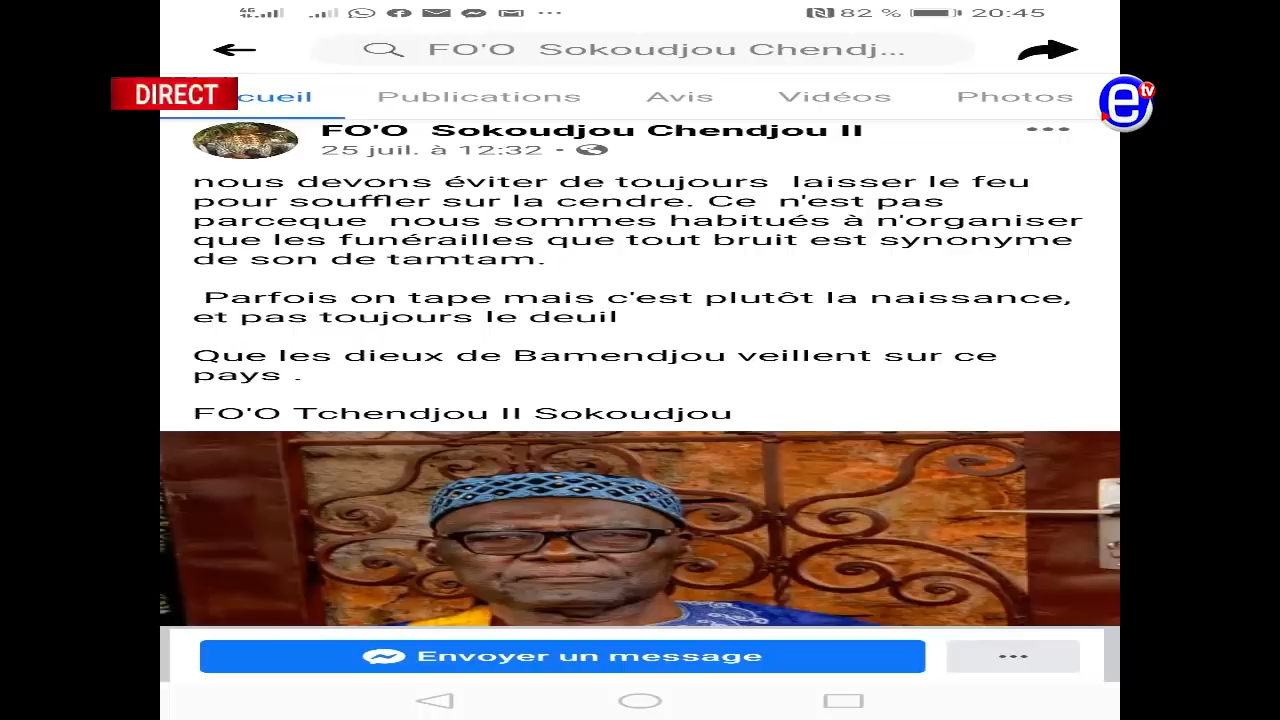 4G 82 % 20:45
FO'O Sokoudjou Chendj...
DIRECT cueil Publications Avis Vidéos Photos
e tv
FO'O Sokoudjou Chendjou II
25 juil. à 12:32 •
nous devons éviter de toujours laisser le feu
pour souffler sur la cendre. Ce n'est pas
parceque nous sommes habitués à n'organiser
que les funérailles que tout bruit est synonyme
de son de tamtam.
Parfois on tape mais c'est plutôt la naissance,
et pas toujours le deuil
Que les dieux de Bamendjou veillent sur ce
pays .
FO'O Tchendjou II Sokoudjou
Envoyer un message